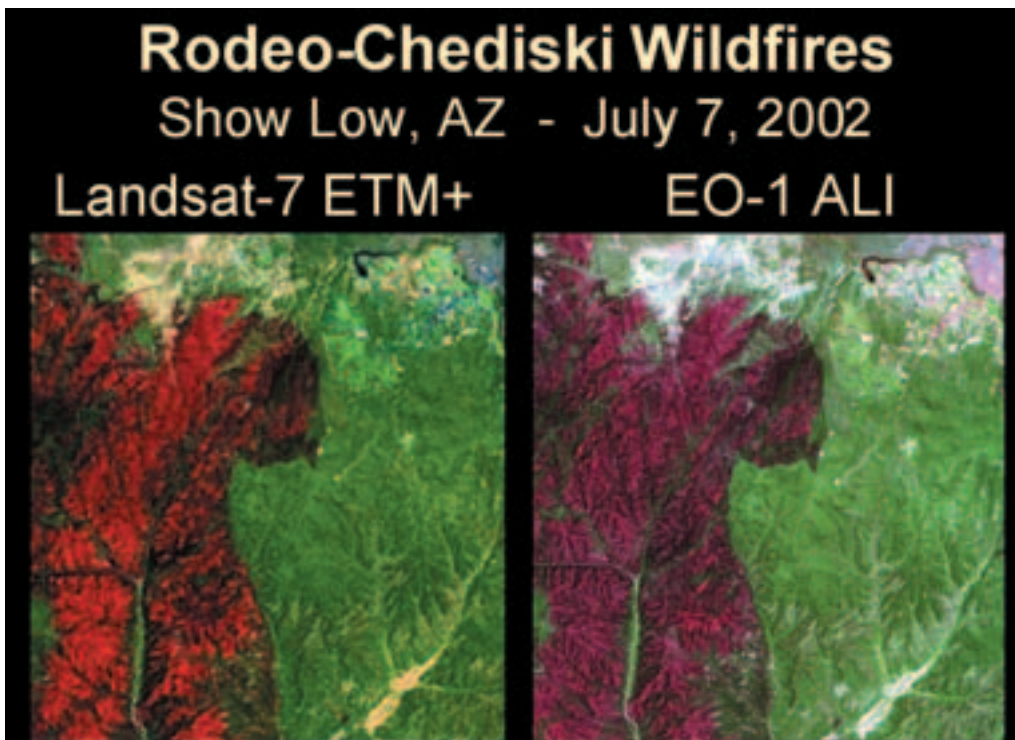 Rodeo-Chediski Wildfires
Show Low, AZ - July 7, 2002
Landsat-7 ETM+ EO-1 ALI